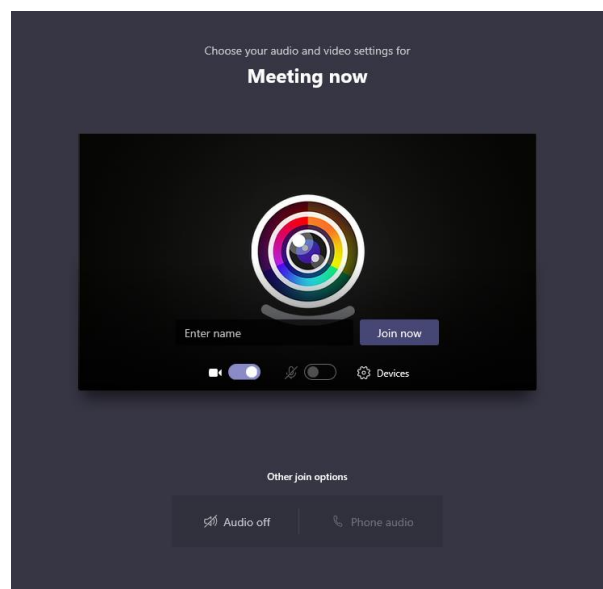 Choose your audio and video settings for
Meeting now
Enter name
Join now
Devices
Other join options
Audio off
Phone audio